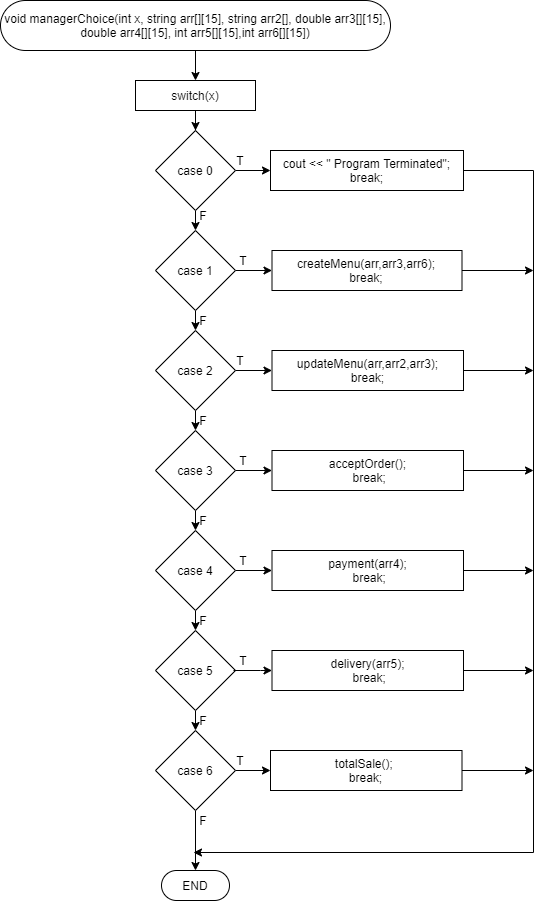 void managerChoice(int x, string arr[][15], string arr2[], double arr3[][15],
double arr4[][15], int arr5[][15],int arr6[][15])
switch(x)
case 0
T
cout << " Program Terminated";
break;
F
case 1
T
createMenu(arr,arr3,arr6);
break;
F
case 2
T
updateMenu(arr,arr2,arr3);
break;
F
case 3
T
acceptOrder();
break;
F
case 4
T
payment(arr4);
break;
F
case 5
T
delivery(arr5);
break;
F
case 6
T
totalSale();
break;
F
END